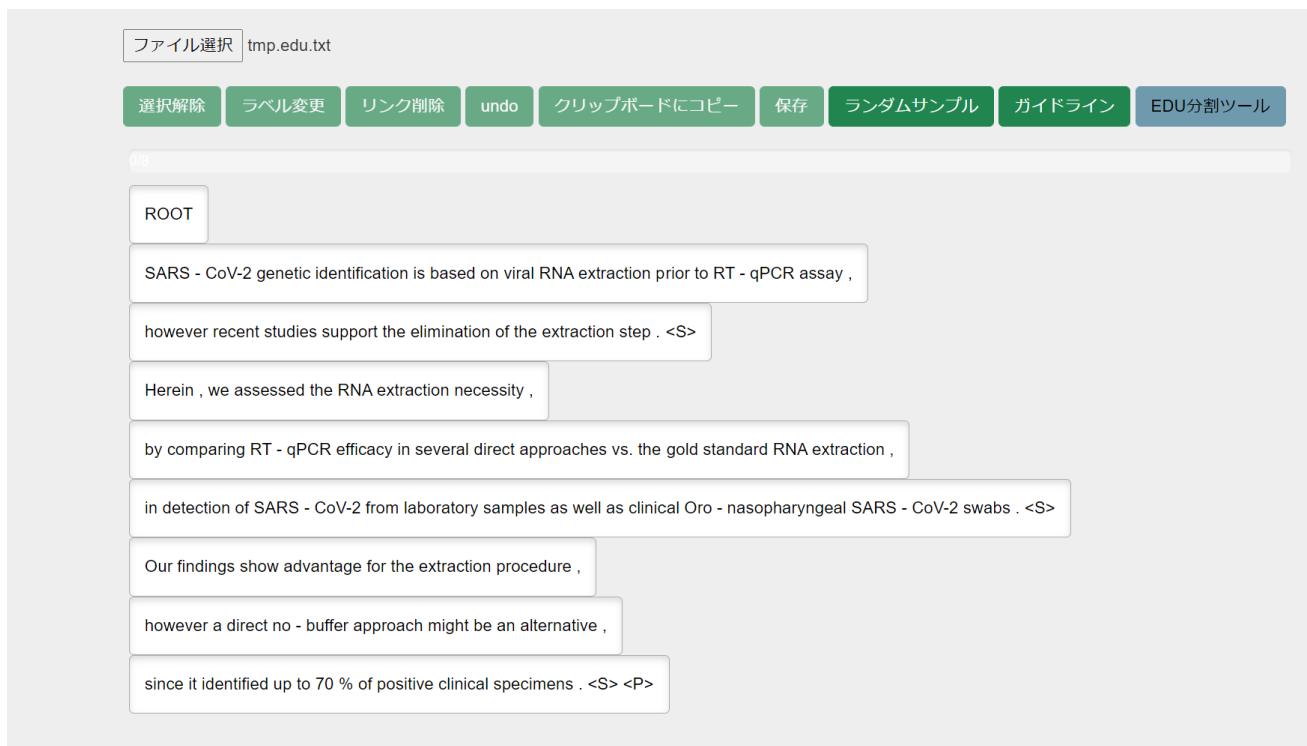 ファイル選択 tmp.edu.txt
選択解除 ラベル変更 リンク削除 undo クリップボードにコピー 保存 ランダムサンプル ガイドライン EDU分割ツール
0/8
ROOT
SARS - CoV-2 genetic identification is based on viral RNA extraction prior to RT - qPCR assay ,
however recent studies support the elimination of the extraction step . <S>
Herein , we assessed the RNA extraction necessity ,
by comparing RT - qPCR efficacy in several direct approaches vs. the gold standard RNA extraction ,
in detection of SARS - CoV-2 from laboratory samples as well as clinical Oro - nasopharyngeal SARS - CoV-2 swabs . <S>
Our findings show advantage for the extraction procedure ,
however a direct no - buffer approach might be an alternative ,
since it identified up to 70 % of positive clinical specimens . <S> <P>